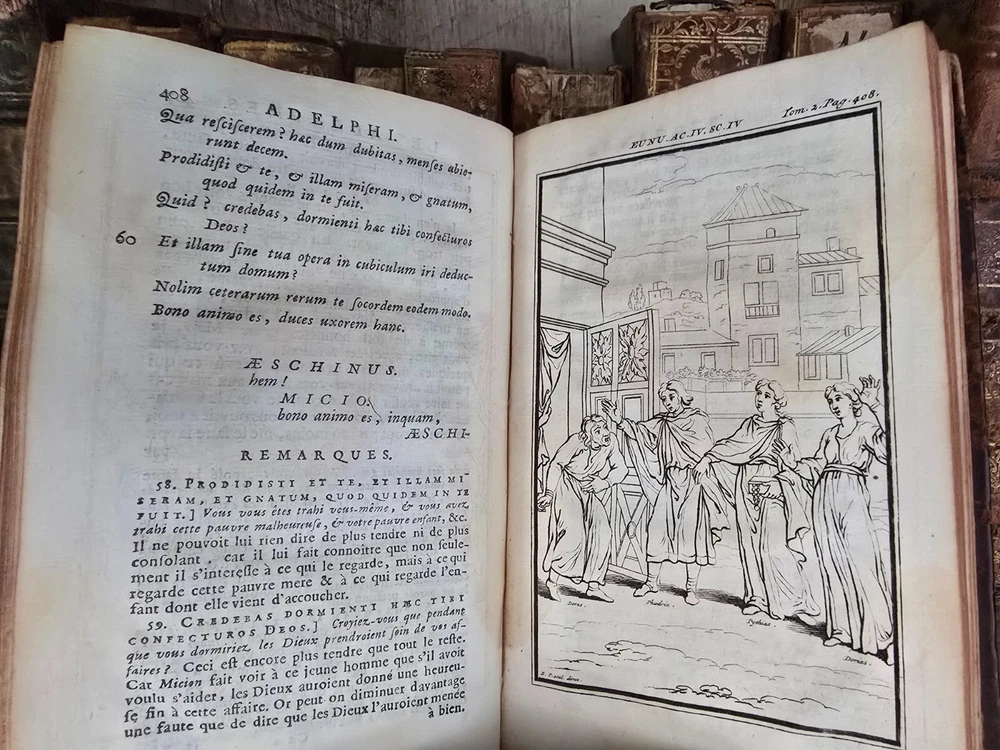 408
ADELPHI.
Qua resciscerem? hæc dum dubitas, menses abie-
runt decem.
Prodidisti & te, & illam miseram, & gnatum,
quod quidem in te fuit.
Quid? credebas, dormienti hæc tibi confecturos
Deos?
60 Et illam sine tua opera in cubiculum iri deduc-
tum domum?
Nolim ceterarum rerum te socordem eodem modo.
Bono animo es, duces uxorem hanc.
ÆSCHINUS.
hem!
MICIO.
bono animo es, inquam,
ÆSCHI-
REMARQUES.
58. PRODIDISTI ET TE, ET ILLAM MI-
SERAM, ET GNATUM, QUOD QUIDEM IN TE
FUIT.] Vous vous êtes trahi vous-même, & vous avez
trahi cette pauvre malheureuse, & votre pauvre enfant, &c.
Il ne pouvoit lui rien dire de plus tendre ni de plus
consolant, car il lui fait connoitre que non seule-
ment il s'interesse à ce qui le regarde, mais à ce qui
regarde cette pauvre mere & à ce qui regarde l'en-
fant dont elle vient d'accoucher.
59. CREDEBAS DORMIENTI HÆC TIBI
CONFECTUROS DEOS.] Croyiez-vous que pendant
que vous dormiriez les Dieux prendroient soin de vos af-
faires? Ceci est encore plus tendre que tout le reste.
Car Micion fait voir à ce jeune homme que s'il avoit
voulu s'aider, les Dieux auroient donné une heureu-
se fin à cette affaire. Or peut on diminuer davantage
une faute que de dire que les Dieux l'auroient menée
à bien.
EUNU. AC. IV. SC. IV
Tom. 2. Pag. 408.
Dorus.
Phædria.
Pythias.
Dorias.